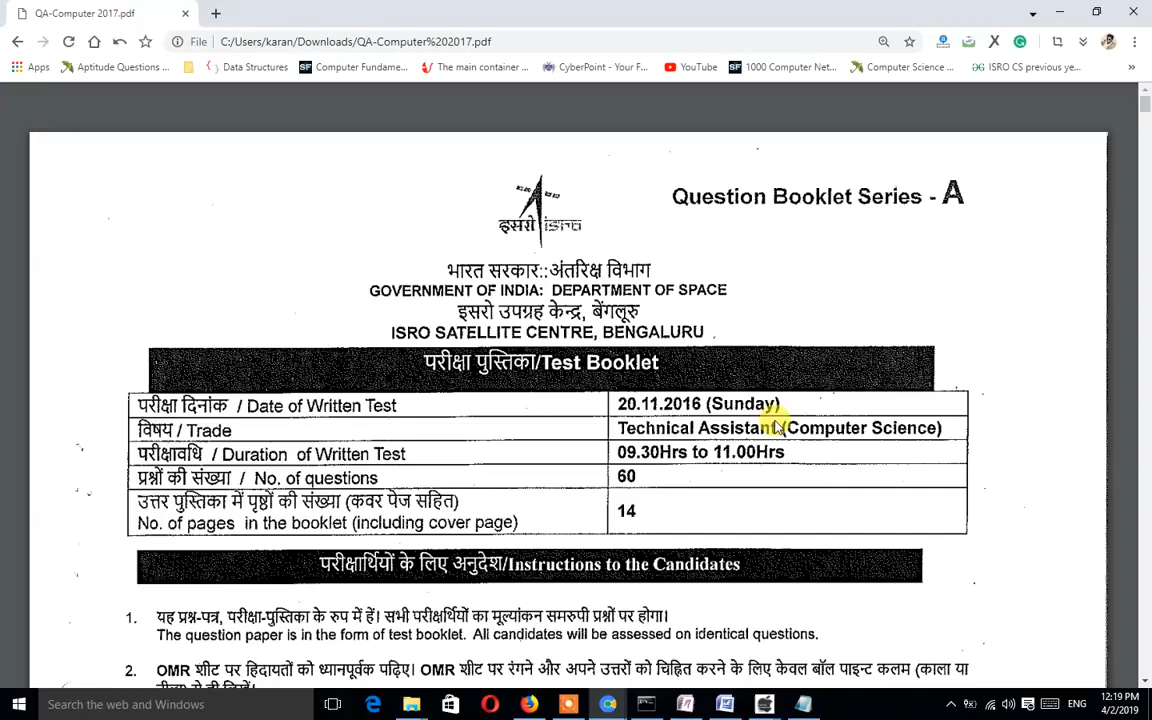 QA-Computer 2017.pdf
File C:/Users/karan/Downloads/QA-Computer%202017.pdf
Apps Aptitude Questions ... Data Structures Computer Fundame... The main container ... CyberPoint - Your F... YouTube 1000 Computer Net... Computer Science ... ISRO CS previous ye... »
Question Booklet Series - A
इसरो isro
भारत सरकार::अंतरिक्ष विभाग
GOVERNMENT OF INDIA: DEPARTMENT OF SPACE
इसरो उपग्रह केन्द्र, बेंगलूरु
ISRO SATELLITE CENTRE, BENGALURU
परीक्षा पुस्तिका/Test Booklet
परीक्षा दिनांक / Date of Written Test 20.11.2016 (Sunday)
विषय / Trade Technical Assistant (Computer Science)
परीक्षावधि / Duration of Written Test 09.30Hrs to 11.00Hrs
प्रश्नों की संख्या / No. of questions 60
उत्तर पुस्तिका में पृष्ठों की संख्या (कवर पेज सहित)
No. of pages in the booklet (including cover page) 14
परीक्षार्थियों के लिए अनुदेश/Instructions to the Candidates
1. यह प्रश्न-पत्र, परीक्षा-पुस्तिका के रुप में हें। सभी परीक्षर्थियों का मूल्यांकन समरुपी प्रश्नों पर होगा।
The question paper is in the form of test booklet. All candidates will be assessed on identical questions.
2. OMR शीट पर हिदायतों को ध्यानपूर्वक पढ़िए। OMR शीट पर रंगने और अपने उत्तरों को चिह्नित करने के लिए केवल बॉल पाइन्ट कलम (काला या
Search the web and Windows
ENG
12:19 PM
4/2/2019